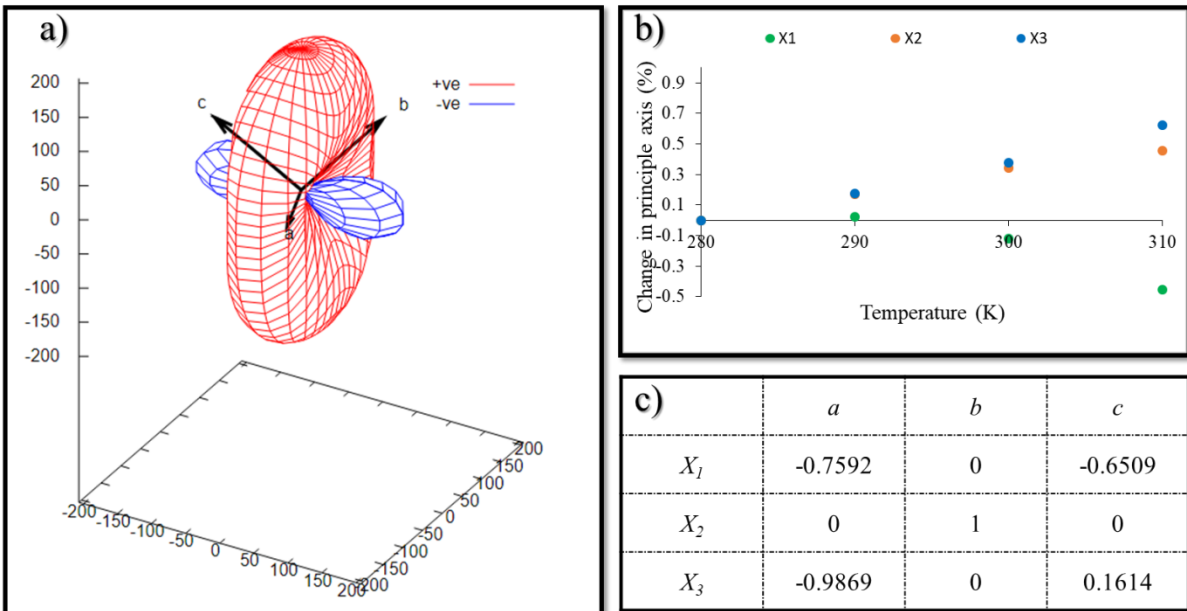 a)
+ve
-ve
c
b
a
200
150
100
50
0
-50
-100
-150
-200
-200 -150 -100 -50 0 50 100 150 200
-200 -150 -100 -50 0 50 100 150 200
b)
X1 X2 X3
Change in principle axis (%)
0.9
0.7
0.5
0.3
0.1
-0.1
-0.3
-0.5
280 290 300 310
Temperature (K)
c)
a b c
X1 -0.7592 0 -0.6509
X2 0 1 0
X3 -0.9869 0 0.1614